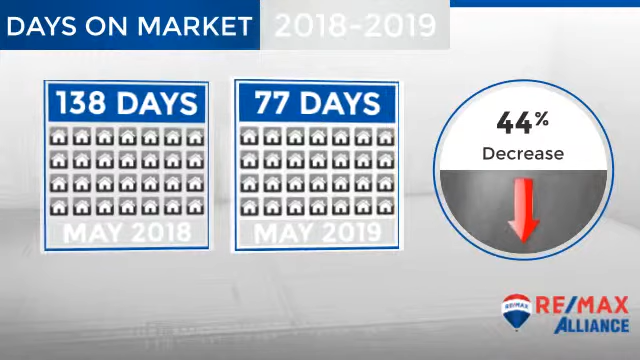 DAYS ON MARKET 2018-2019
138 DAYS
MAY 2018
77 DAYS
MAY 2019
44%
Decrease
RE/MAX
RE/MAX
ALLIANCE